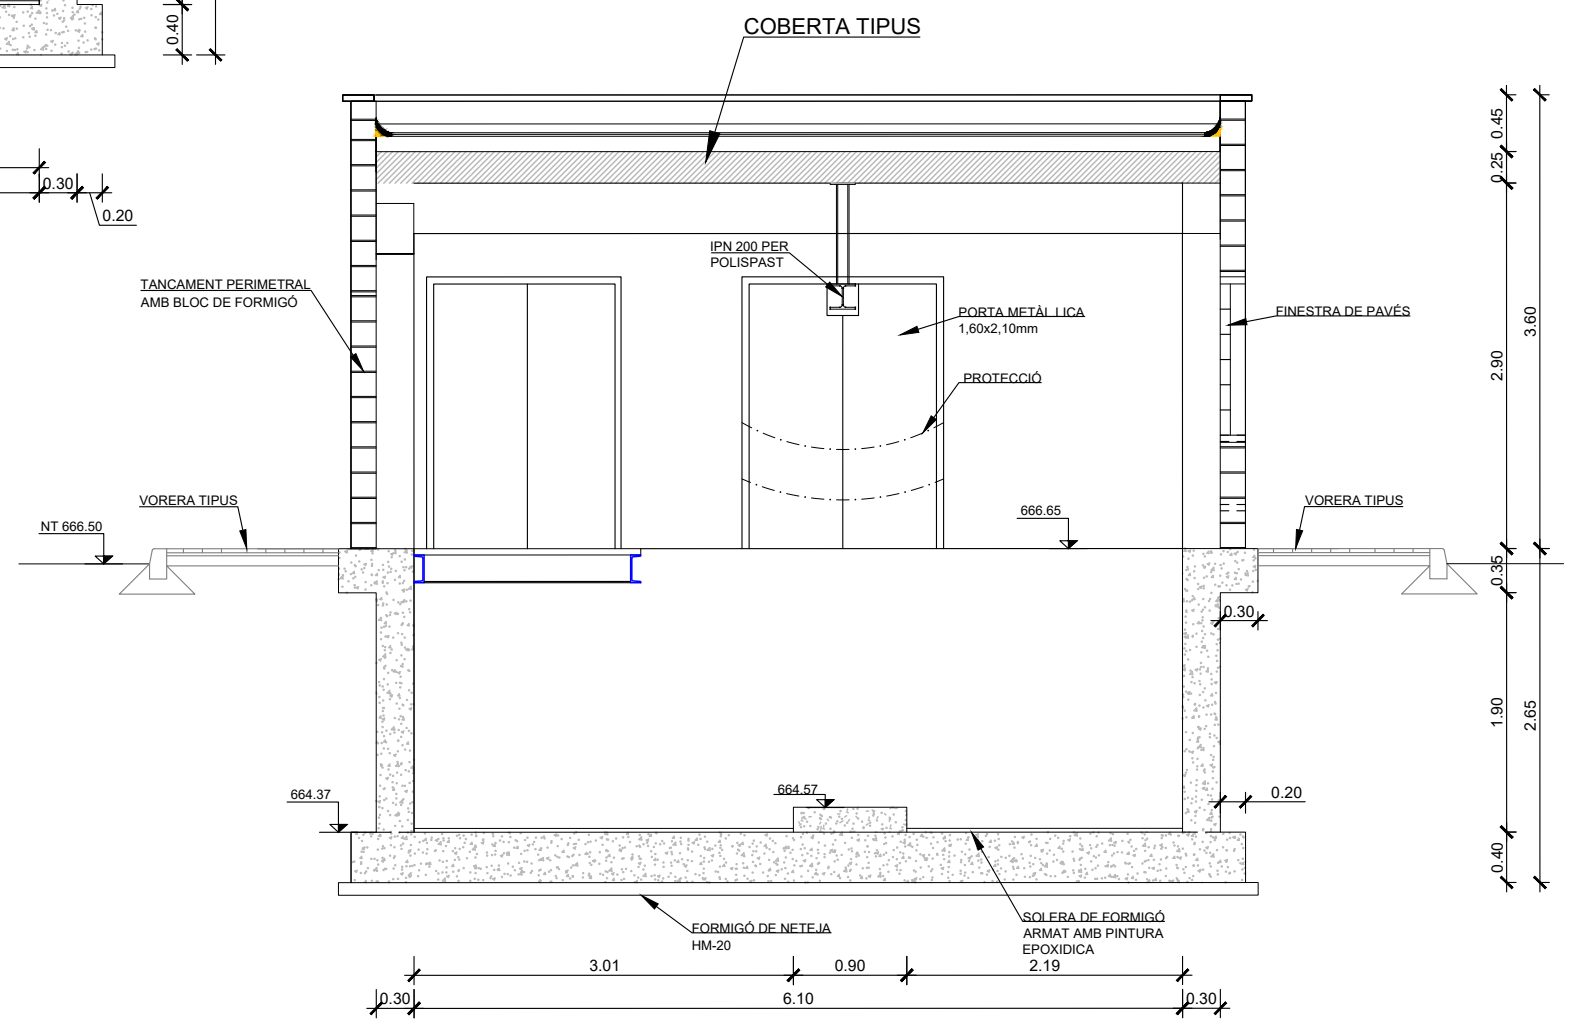 0.40
COBERTA TIPUS
0.45
0.25
0.30
0.20
IPN 200 PER
POLISPAST
TANCAMENT PERIMETRAL
AMB BLOC DE FORMIGÓ
PORTA METÀL LICA
1,60x2,10mm
FINESTRA DE PAVÉS
3.60
2.90
PROTECCIÓ
VORERA TIPUS
666.65
VORERA TIPUS
NT 666.50
0.35
0.30
1.90
2.65
664.37
664.57
0.20
0.40
FORMIGÓ DE NETEJA
HM-20
SOLERA DE FORMIGÓ
ARMAT AMB PINTURA
EPOXIDICA
3.01
0.90
2.19
0.30
6.10
0.30